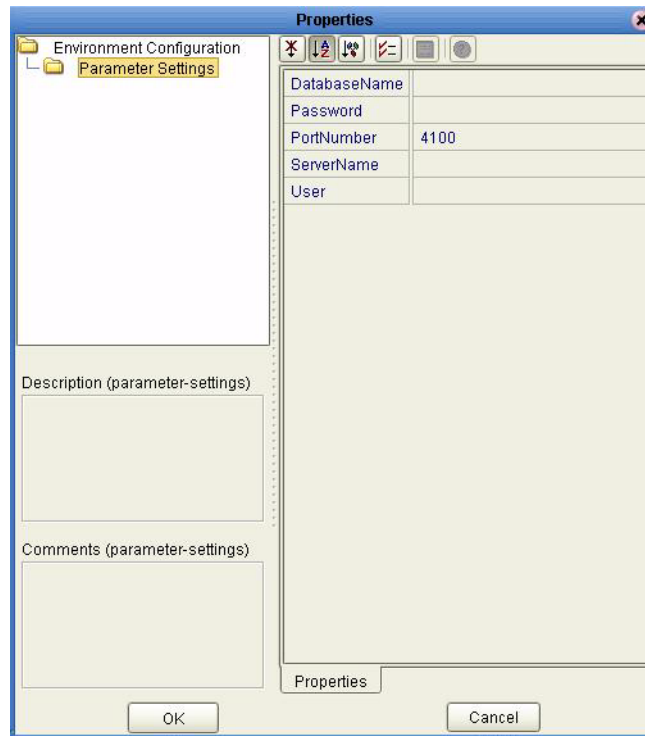 Properties
Environment Configuration
Parameter Settings
DatabaseName
Password
PortNumber 4100
ServerName
User
Description (parameter-settings)
Comments (parameter-settings)
Properties
OK
Cancel